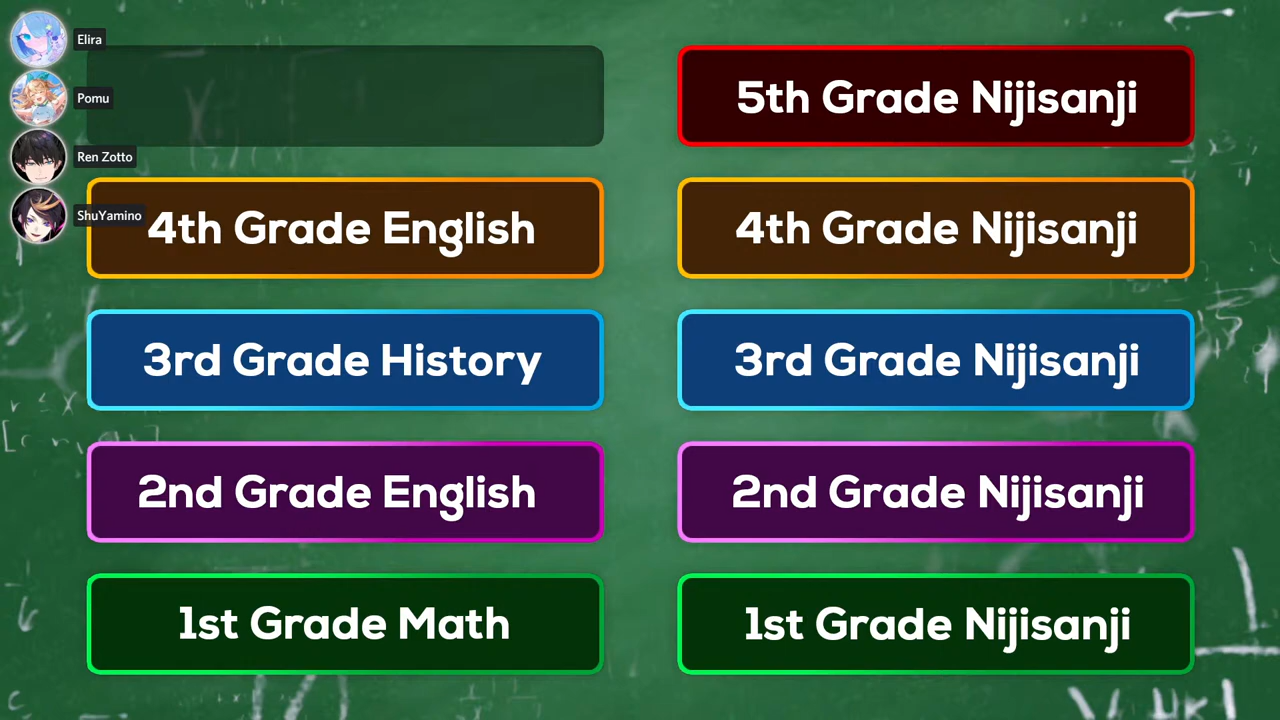 Elira
Pomu
Ren Zotto
ShuYamino
5th Grade Nijisanji
4th Grade English
4th Grade Nijisanji
3rd Grade History
3rd Grade Nijisanji
2nd Grade English
2nd Grade Nijisanji
1st Grade Math
1st Grade Nijisanji